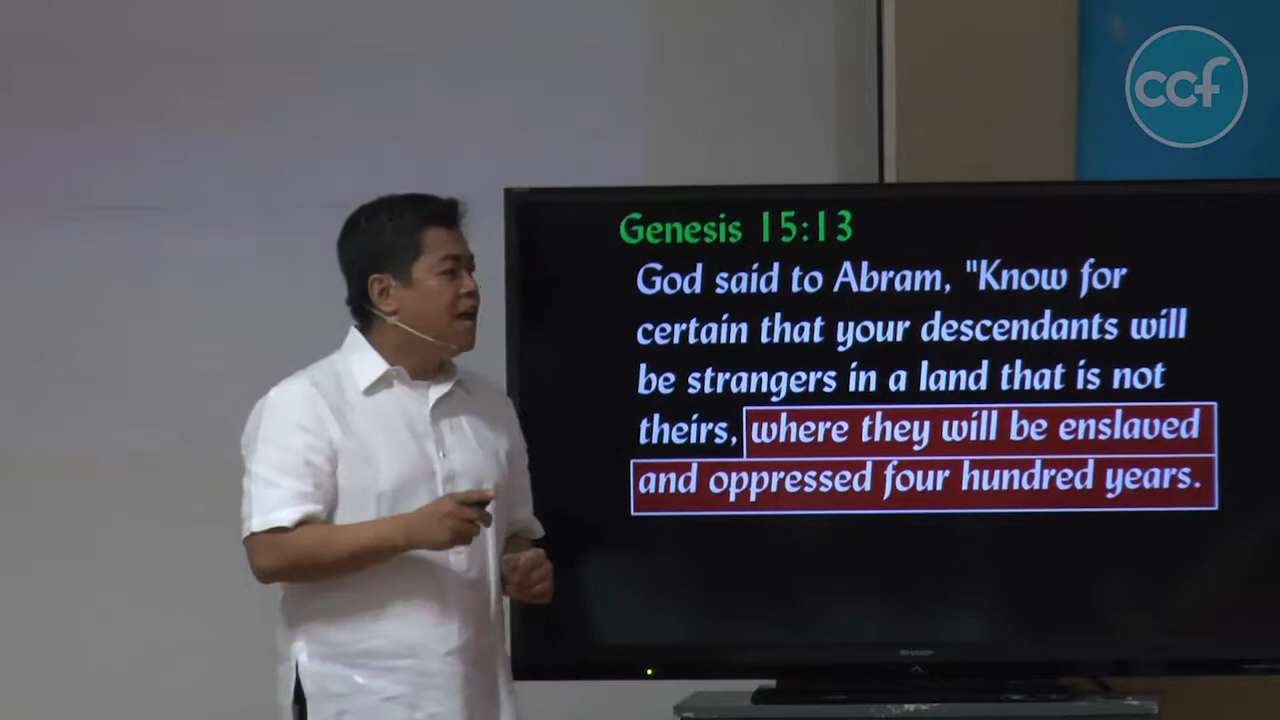 ccf
Genesis 15:13
God said to Abram, "Know for
certain that your descendants will
be strangers in a land that is not
theirs, where they will be enslaved
and oppressed four hundred years.
SHARP